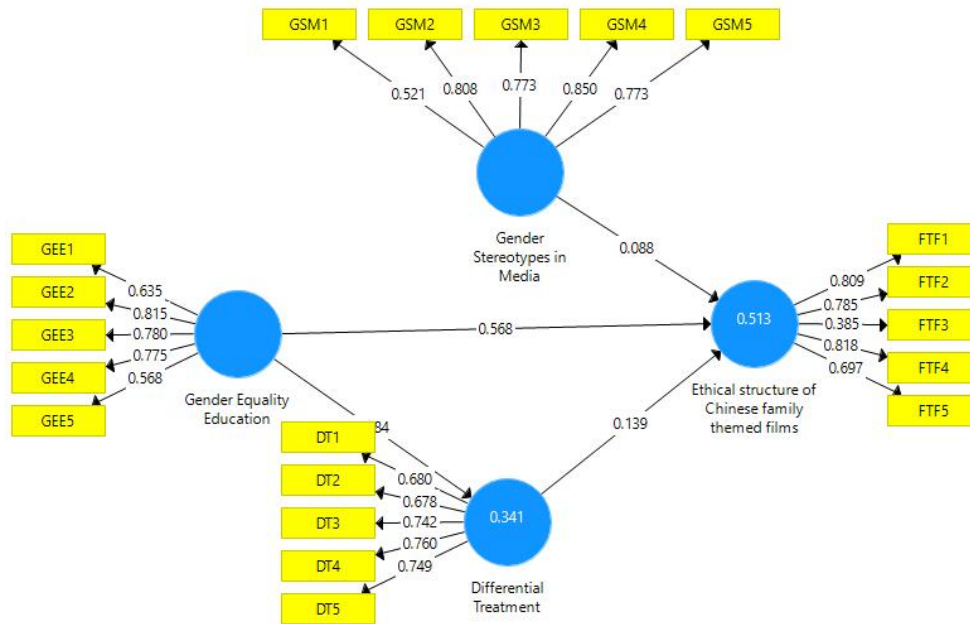 GSM1 GSM2 GSM3 GSM4 GSM5
0.521 0.808 0.773 0.850 0.773
Gender
Stereotypes in
Media
0.088
GEE1
GEE2
GEE3
GEE4
GEE5
0.635
0.815
0.780
0.775
0.568
Gender Equality
Education
0.568
0.513
Ethical structure of
Chinese family
themed films
FTF1
FTF2
FTF3
FTF4
FTF5
0.809
0.785
0.385
0.818
0.697
0.139
DT1
DT2
DT3
DT4
DT5
0.680
0.678
0.742
0.760
0.749
0.341
Differential
Treatment